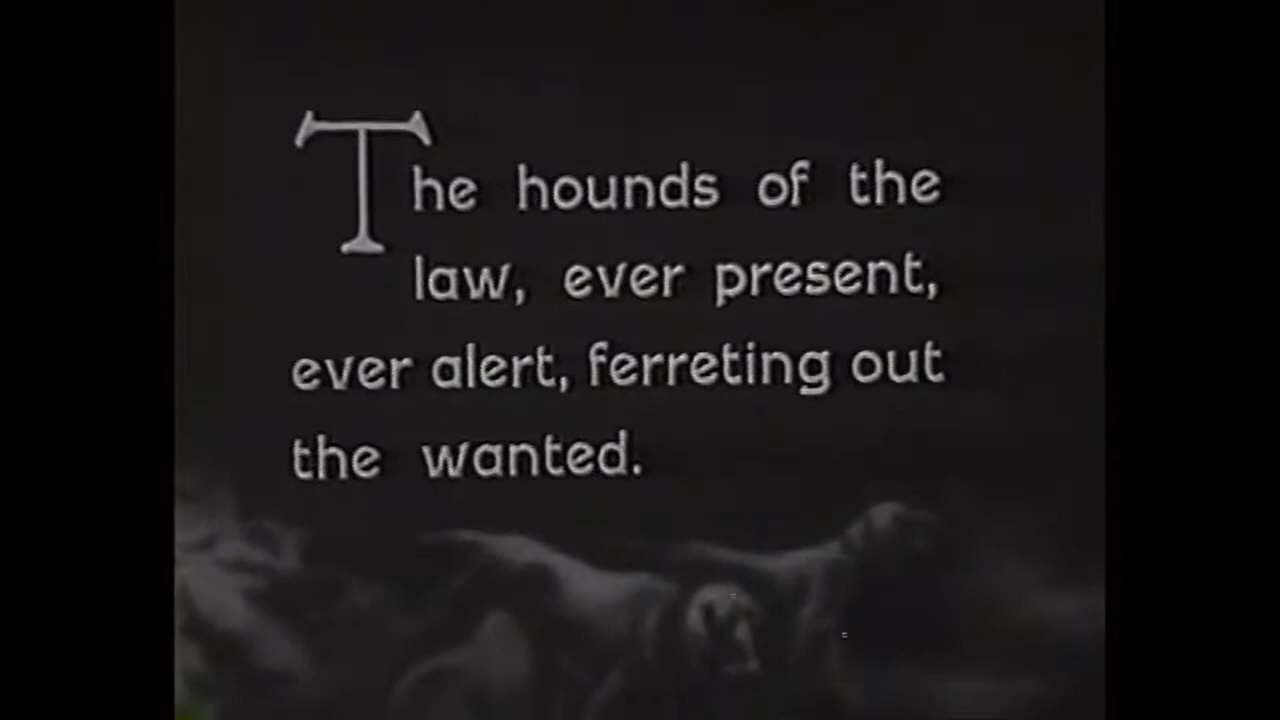 The hounds of the
law, ever present,
ever alert, ferreting out
the wanted.